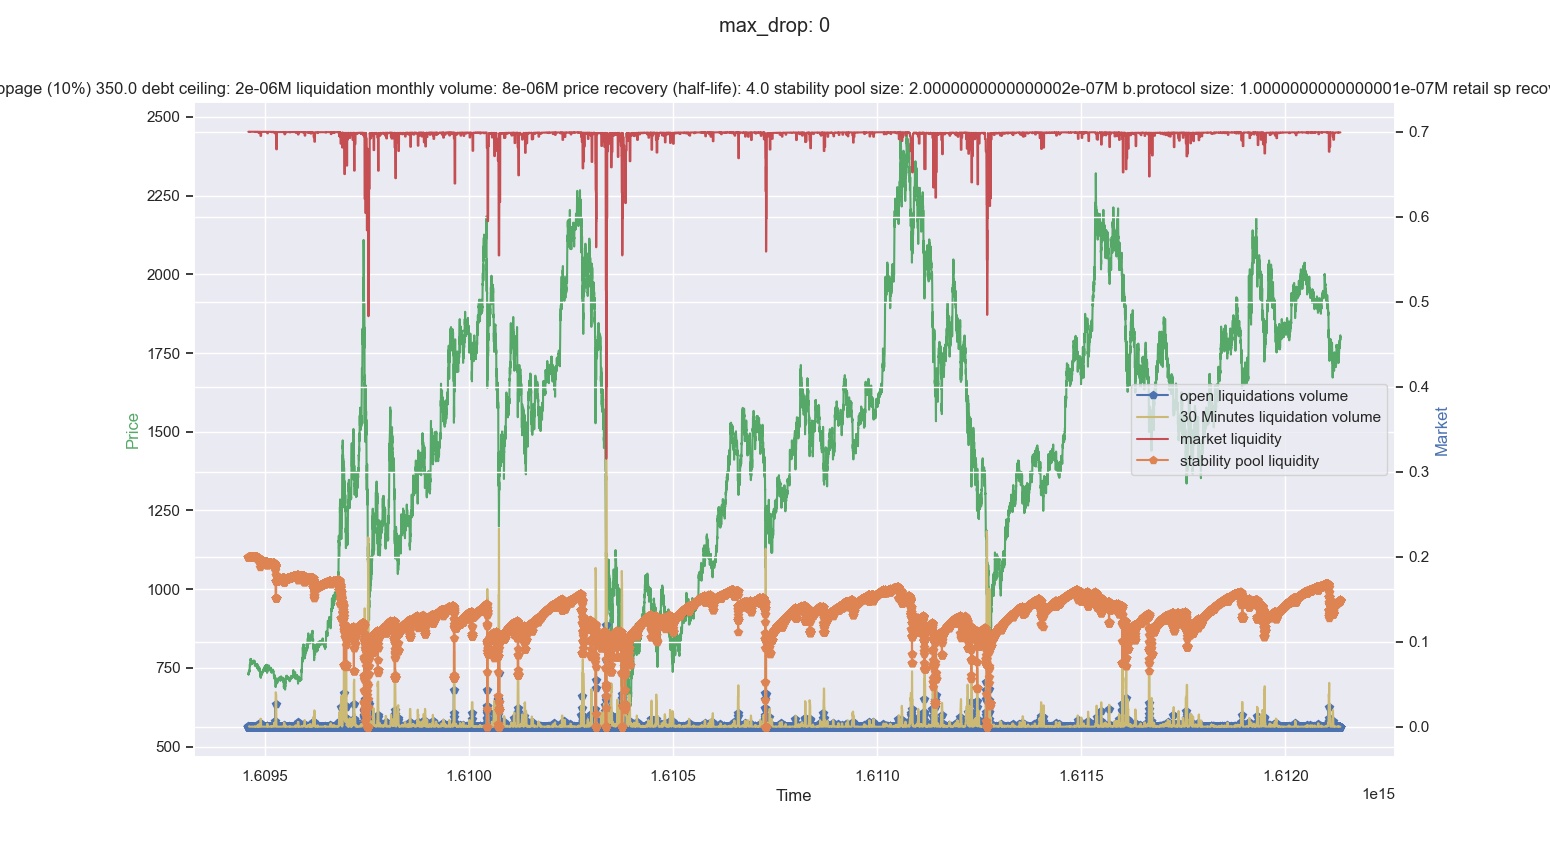 max_drop: 0
(10%) 350.0 debt ceiling: 2e-06M liquidation monthly volume: 8e-06M price recovery (half-life): 4.0 stability pool size: 2.0000000000000002e-07M b.protocol size: 1.0000000000000001e-07M retail sp
2500
2250
2000
1750
1500
1250
1000
750
500
Price
0.7
0.6
0.5
0.4
0.3
0.2
0.1
0.0
Market
open liquidations volume
30 Minutes liquidation volume
market liquidity
stability pool liquidity
1.6095 1.6100 1.6105 1.6110 1.6115 1.6120
Time
1e15